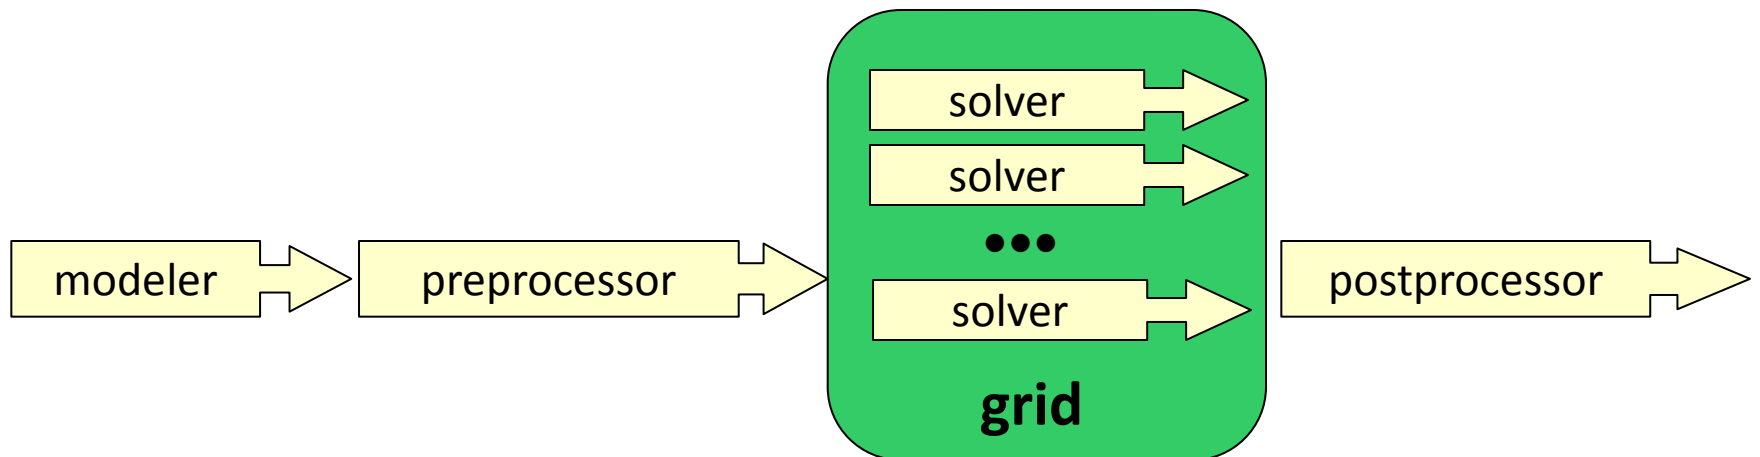 modeler
preprocessor
solver
solver
•••
solver
grid
postprocessor